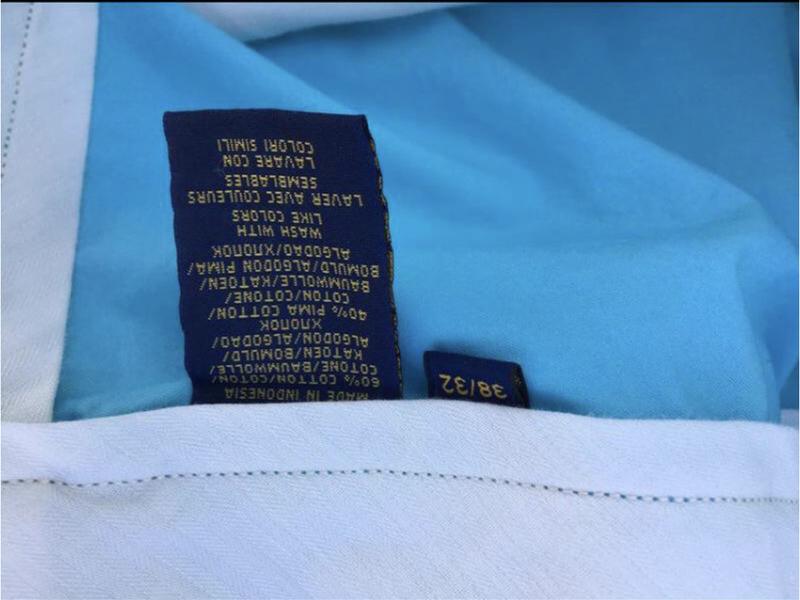 MADE IN INDONESIA
60% COTTON/COTON/
COTONE/BAUMWOLLE/
KATOEN/BOMULD/
ALGODON/ALGODAO/
ХЛОПОК
40% PIMA COTTON/
COTON/COTONE/
BAUMWOLLE/KATOEN/
BOMULD/ALGODON PIMA/
ALGODAO/ХЛОПОК
WASH WITH
LIKE COLORS
LAVER AVEC COULEURS
SEMBLABLES
LAVARE CON
COLORI SIMILI
38/32